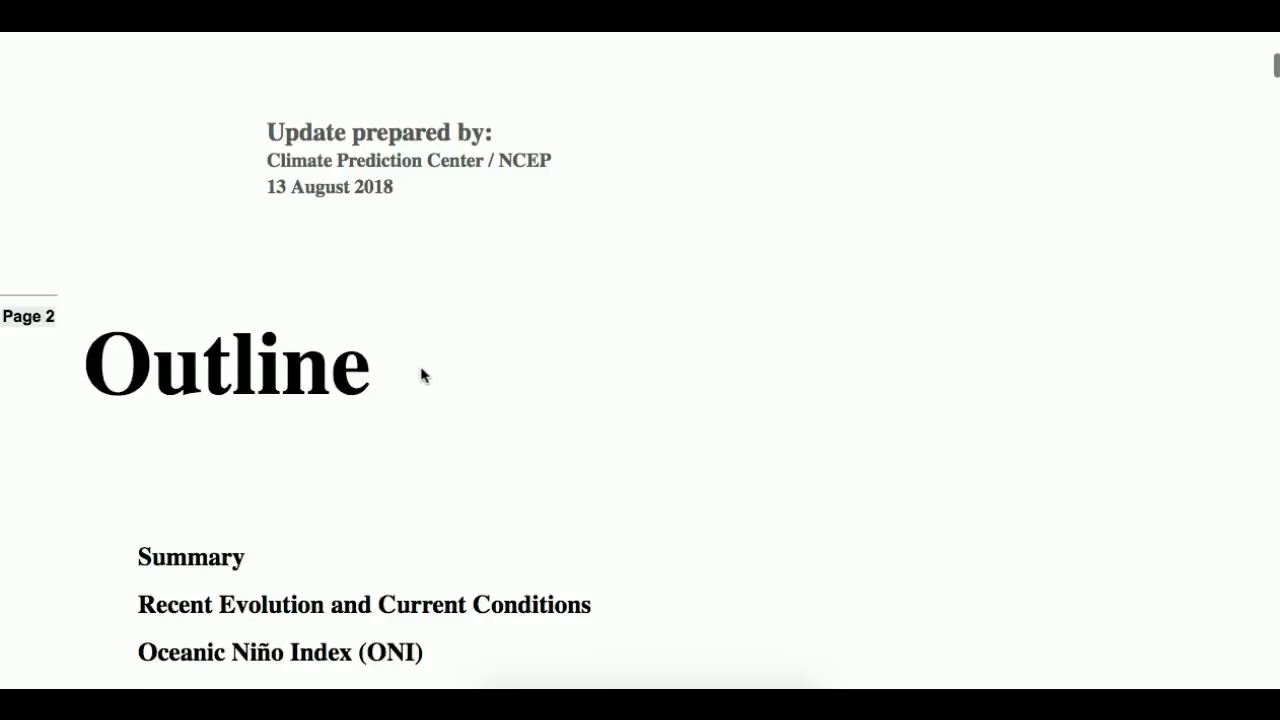 Update prepared by:
Climate Prediction Center / NCEP
13 August 2018
Page 2
Outline
Summary
Recent Evolution and Current Conditions
Oceanic Niño Index (ONI)